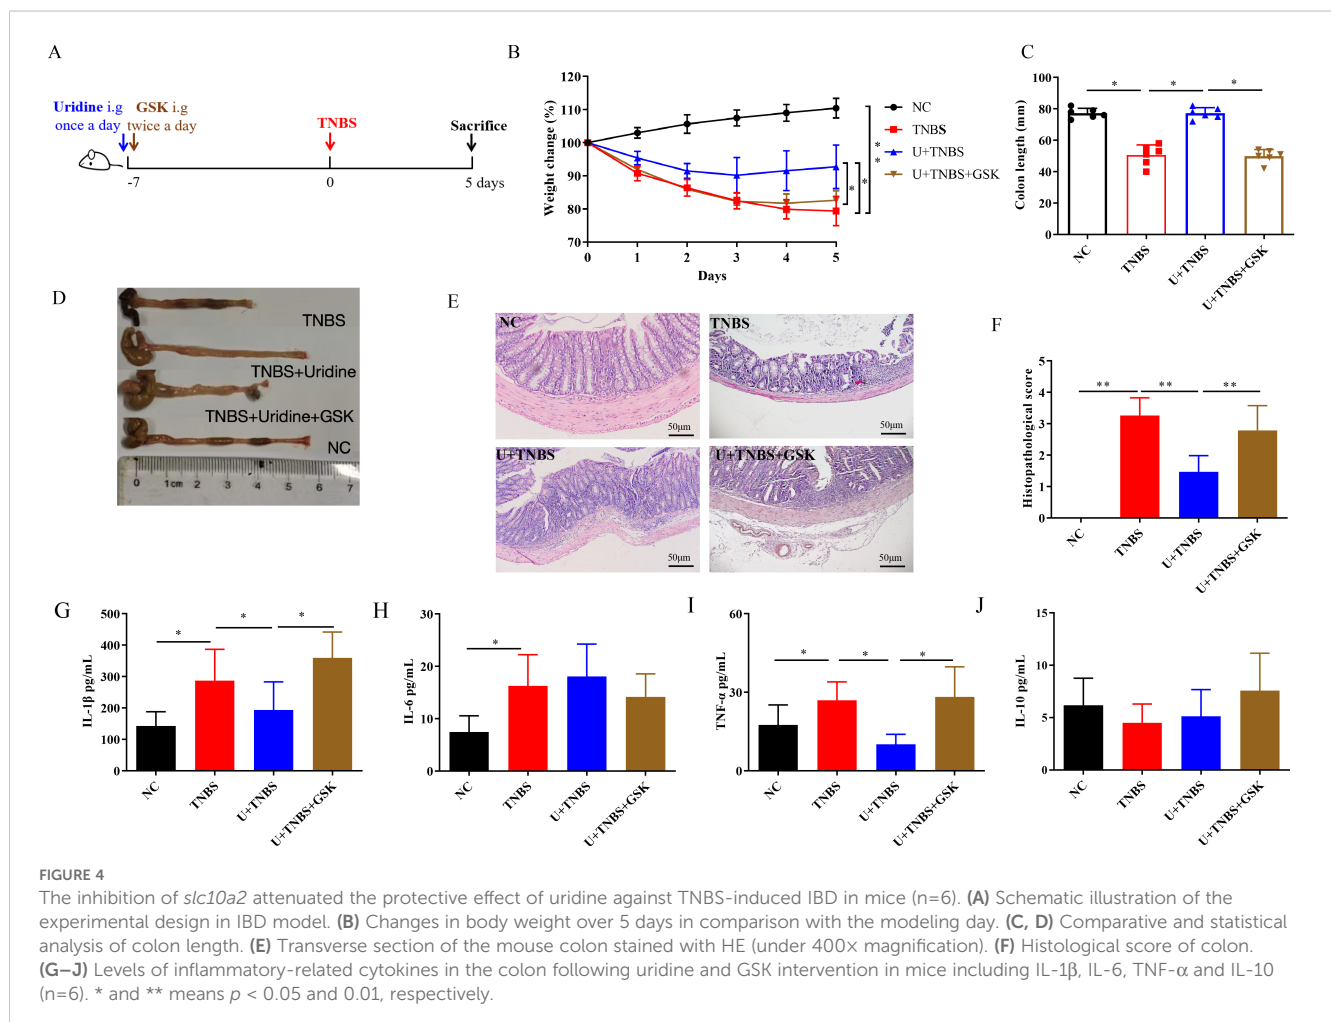 A
Uridine i.g
once a day
GSK i.g
twice a day
TNBS
Sacrifice
-7
0
5 days
B
Weight change (%)
120
110
100
90
80
70
0 1 2 3 4 5
Days
NC
TNBS
U+TNBS
U+TNBS+GSK
*
*
* *
C
Colon length (mm)
100
80
60
40
20
0
* * *
NC
TNBS
U+TNBS
U+TNBS+GSK
D
TNBS
TNBS+Uridine
TNBS+Uridine+GSK
NC
0 1cm 2 3 4 5 6 7
E
NC
50μm
TNBS
50μm
U+TNBS
50μm
U+TNBS+GSK
50μm
F
Histopathological score
5
4
3
2
1
0
** ** **
NC
TNBS
U+TNBS
U+TNBS+GSK
G
IL-1β pg/mL
500
400
300
200
100
0
* * *
NC
TNBS
U+TNBS
U+TNBS+GSK
H
IL-6 pg/mL
30
20
10
0
*
NC
TNBS
U+TNBS
U+TNBS+GSK
I
TNF-α pg/mL
60
30
0
* * *
NC
TNBS
U+TNBS
U+TNBS+GSK
J
IL-10 pg/mL
15
10
5
0
NC
TNBS
U+TNBS
U+TNBS+GSK
FIGURE 4
The inhibition of slc10a2 attenuated the protective effect of uridine against TNBS-induced IBD in mice (n=6). (A) Schematic illustration of the
experimental design in IBD model. (B) Changes in body weight over 5 days in comparison with the modeling day. (C, D) Comparative and statistical
analysis of colon length. (E) Transverse section of the mouse colon stained with HE (under 400× magnification). (F) Histological score of colon.
(G–J) Levels of inflammatory-related cytokines in the colon following uridine and GSK intervention in mice including IL-1β, IL-6, TNF-α and IL-10
(n=6). * and ** means p < 0.05 and 0.01, respectively.